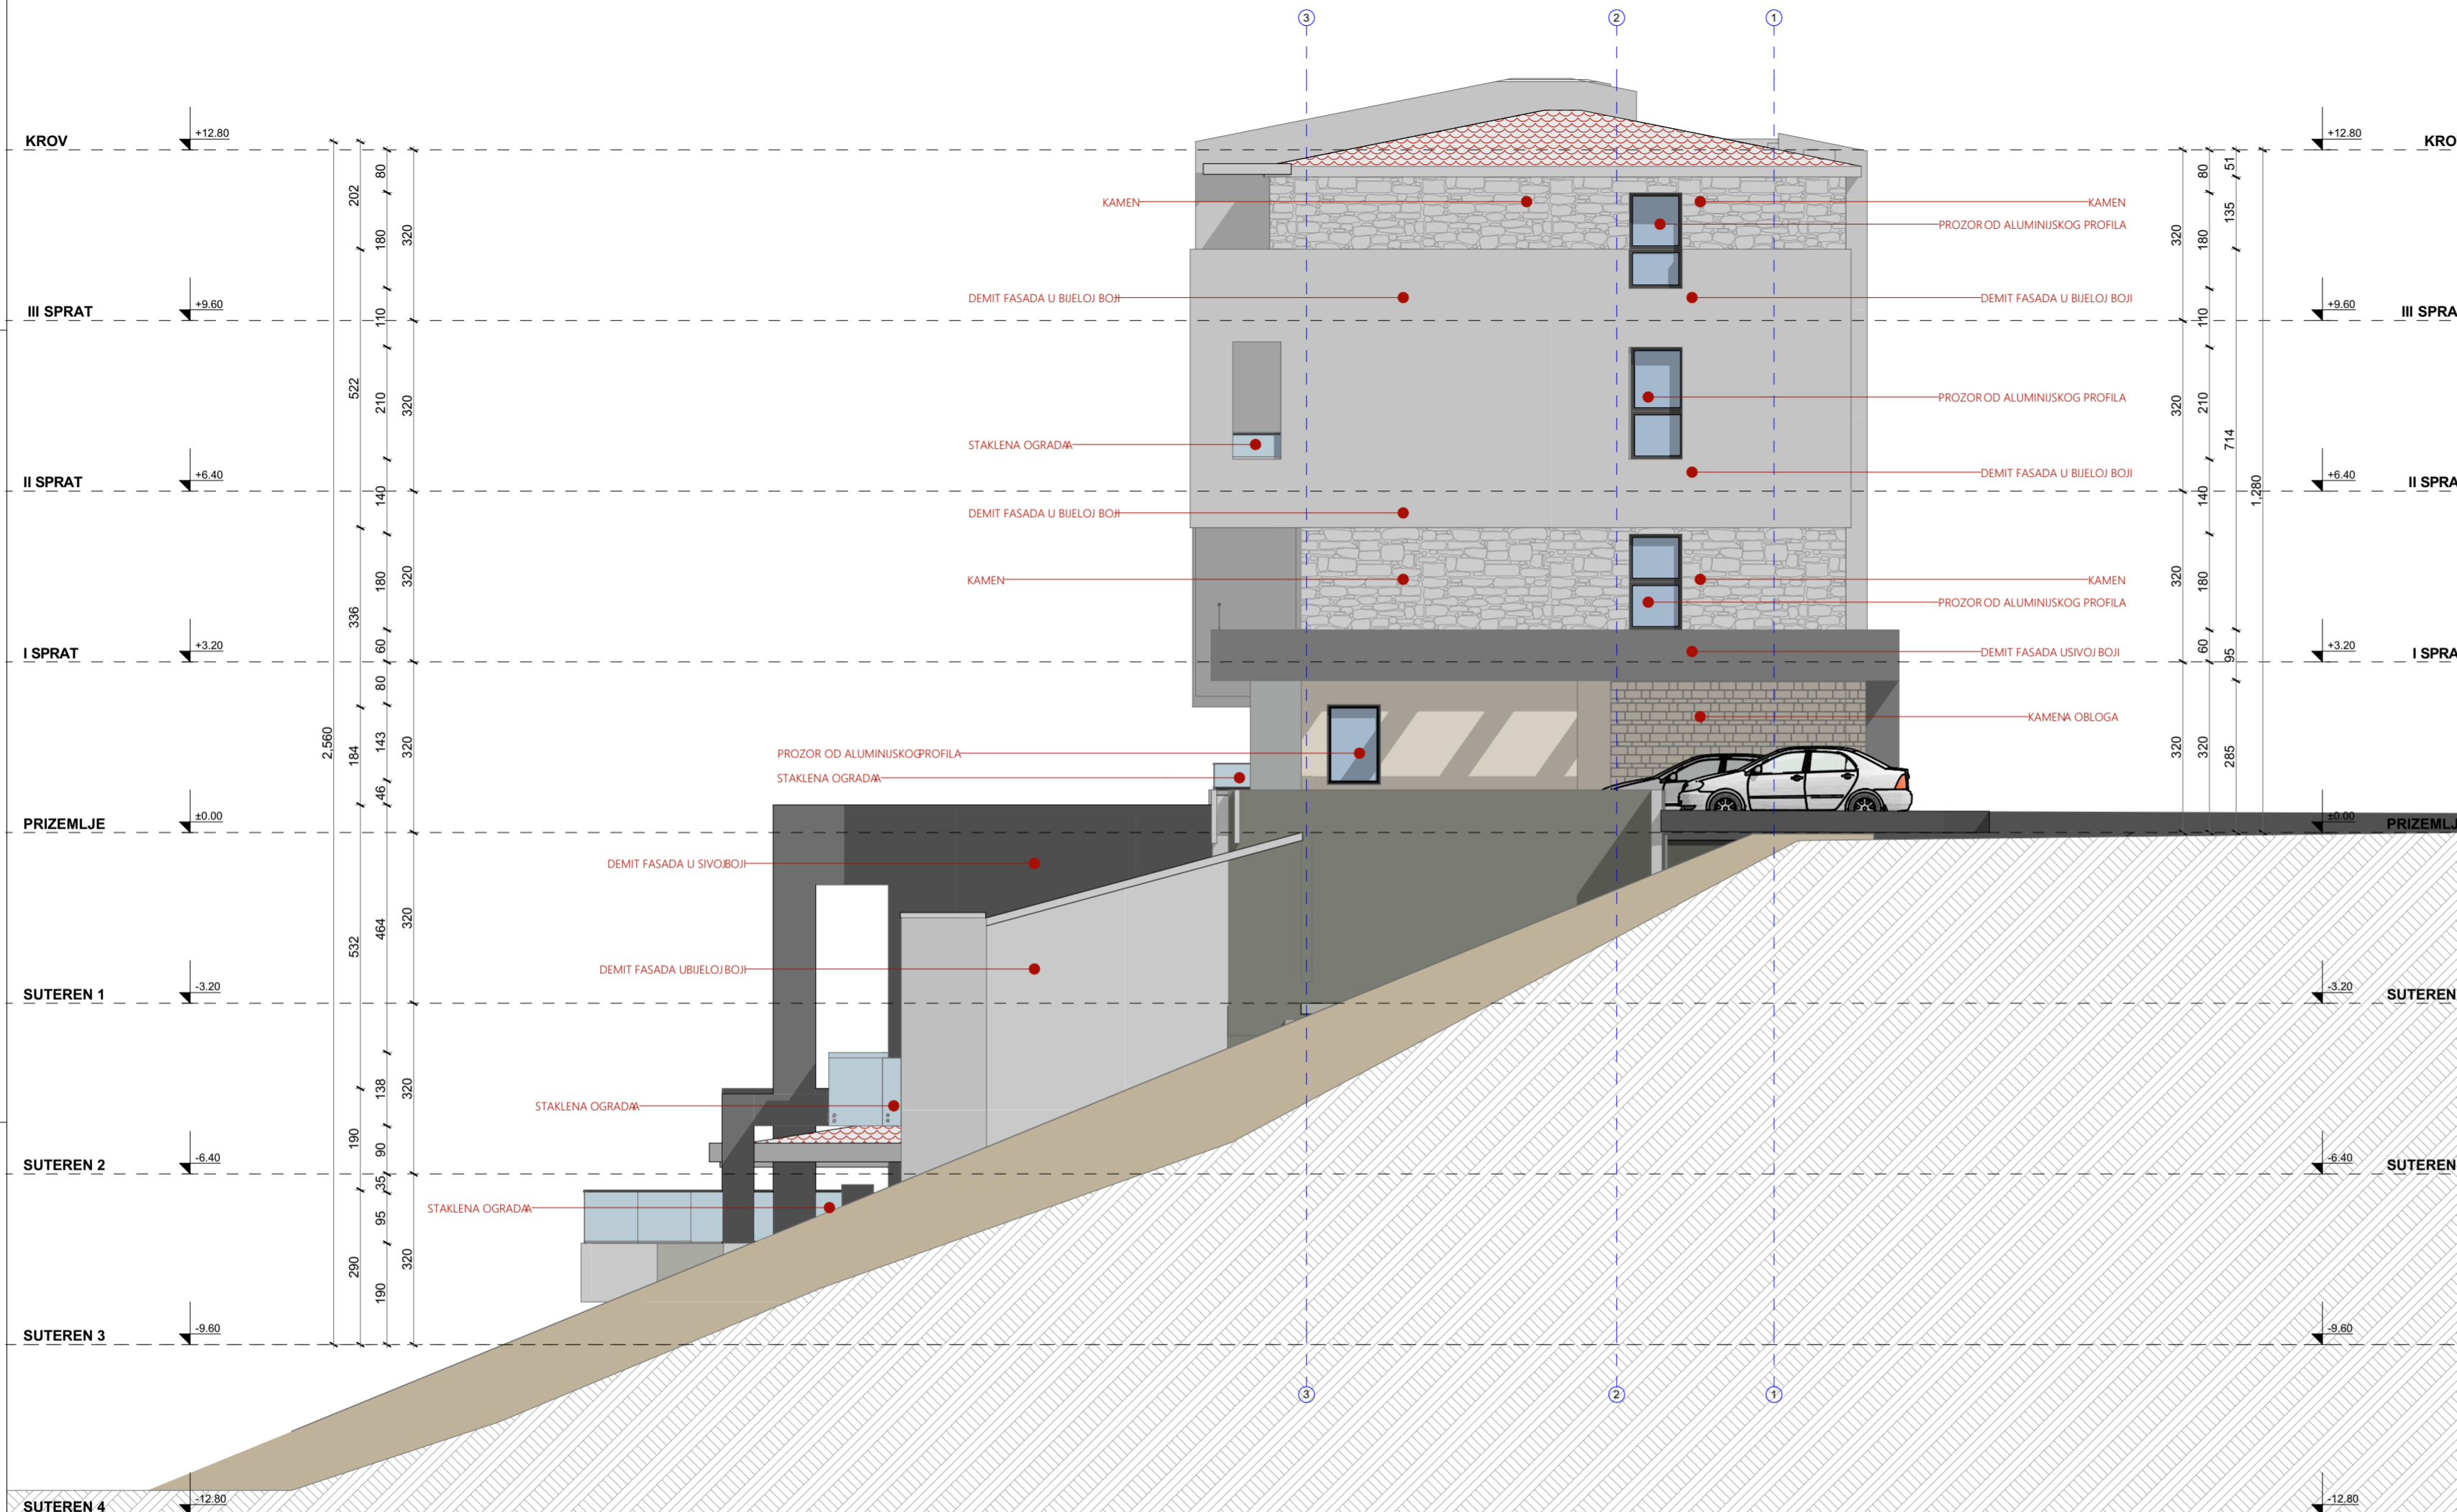 3 2 1
KROV +12.80 +12.80 KRO
80 51
202 80
KAMEN KAMEN
135
PROZOR OD ALUMINIJSKOG PROFILA
180 320 320 180
DEMIT FASADA U BIJELOJ BOJI DEMIT FASADA U BIJELOJ BOJI
III SPRAT +9.60 +9.60 III SPRA
110 110
522 210 320 320 210
PROZOR OD ALUMINIJSKOG PROFILA
STAKLENA OGRADAA 714
DEMIT FASADA U BIJELOJ BOJI
II SPRAT +6.40 +6.40 II SPRA
140 140 1,280
DEMIT FASADA U BIJELOJ BOJI
KAMEN KAMEN
180 320 320 180
PROZOR OD ALUMINIJSKOG PROFILA
336
I SPRAT +3.20 +3.20 I SPRA
60 60 95
DEMIT FASADA USIVOJ BOJI
80
KAMENA OBLOGA
2,560 184 143 320 320 320 285
PROZOR OD ALUMINIJSKOG PROFILA
STAKLENA OGRADAA
46
PRIZEMLJE ±0.00 ±0.00 PRIZEMLJ
DEMIT FASADA U SIVOJ BOJI
532 464 320
DEMIT FASADA UBIJELOJ BOJI
SUTEREN 1 -3.20 -3.20 SUTEREN
138 320
STAKLENA OGRADAA
190 90
SUTEREN 2 -6.40 -6.40 SUTEREN
35
STAKLENA OGRADAA
95
290 320
190
SUTEREN 3 -9.60 -9.60
3 2 1
SUTEREN 4 -12.80 -12.80